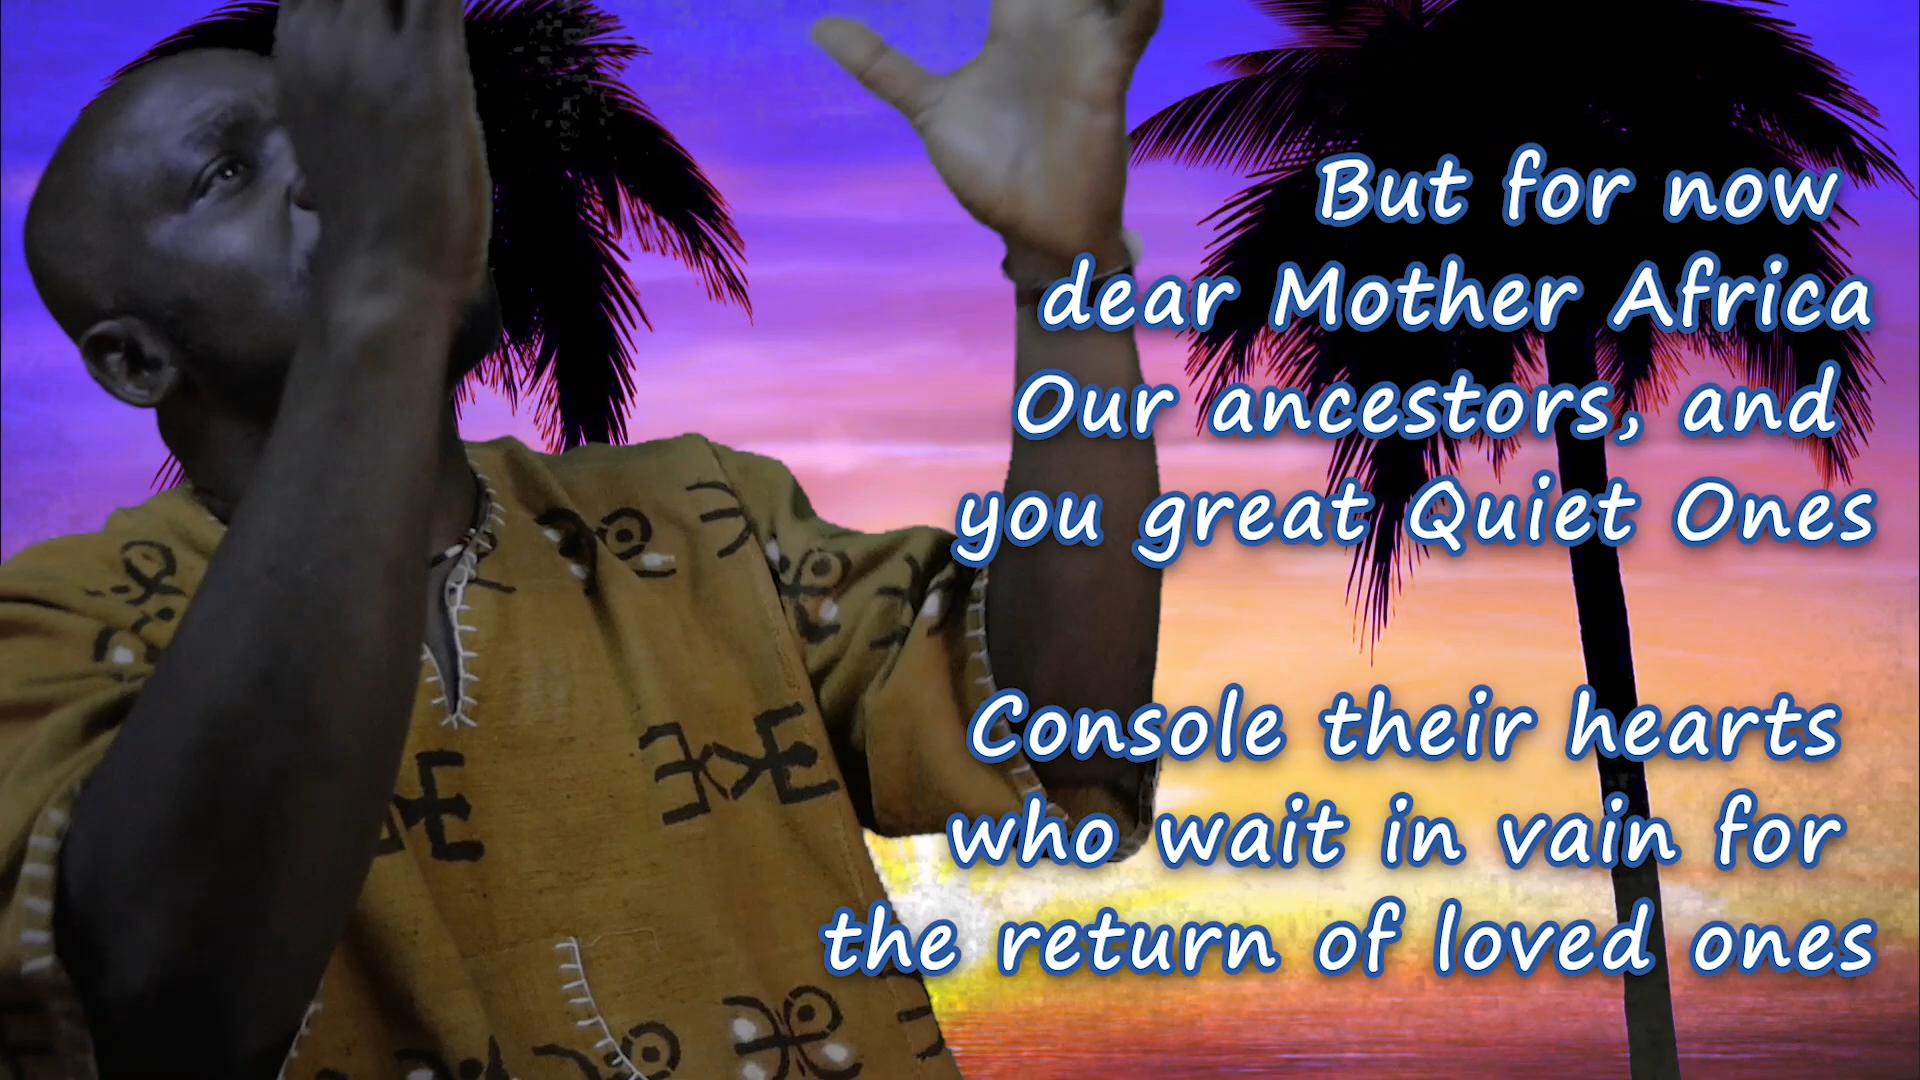 But for now
dear Mother Africa
Our ancestors, and
you great Quiet Ones
Console their hearts
who wait in vain for
the return of loved ones